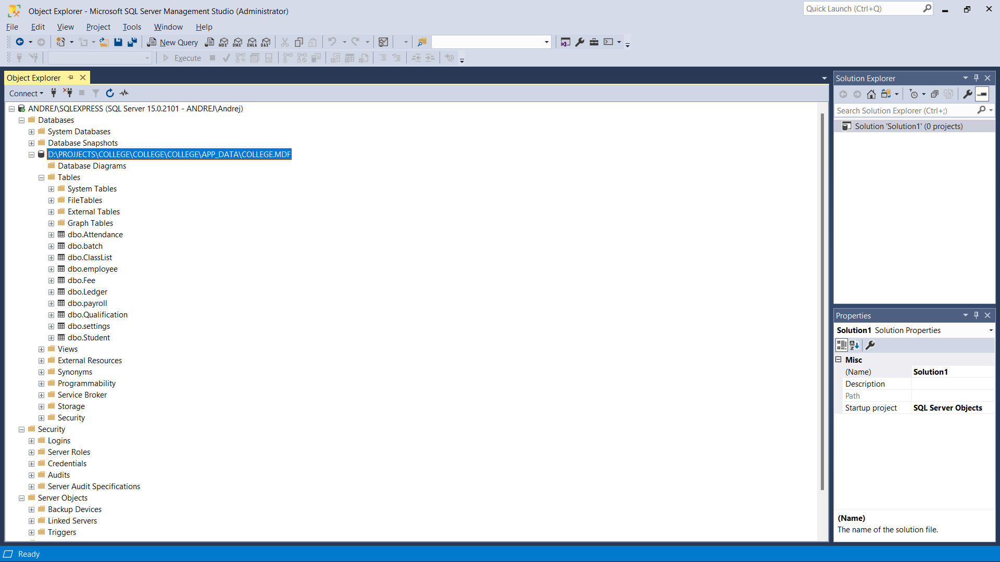 Object Explorer - Microsoft SQL Server Management Studio (Administrator)
Quick Launch (Ctrl+Q)
File Edit View Project Tools Window Help
New Query MDX DMX XMLA DAX
Execute
Object Explorer
Connect
ANDREJ\SQLEXPRESS (SQL Server 15.0.2101 - ANDREJ\Andrej)
Databases
System Databases
Database Snapshots
D:\PROJJECTS\COLLEGE\COLLEGE\COLLEGE\APP_DATA\COLLEGE.MDF
Database Diagrams
Tables
System Tables
FileTables
External Tables
Graph Tables
dbo.Attendance
dbo.batch
dbo.ClassList
dbo.employee
dbo.Fee
dbo.Ledger
dbo.payroll
dbo.Qualification
dbo.settings
dbo.Student
Views
External Resources
Synonyms
Programmability
Service Broker
Storage
Security
Security
Logins
Server Roles
Credentials
Audits
Server Audit Specifications
Server Objects
Backup Devices
Linked Servers
Triggers
Solution Explorer
Search Solution Explorer (Ctrl+;)
Solution 'Solution1' (0 projects)
Properties
Solution1 Solution Properties
Misc
(Name) Solution1
Description
Path
Startup project SQL Server Objects
(Name)
The name of the solution file.
Ready